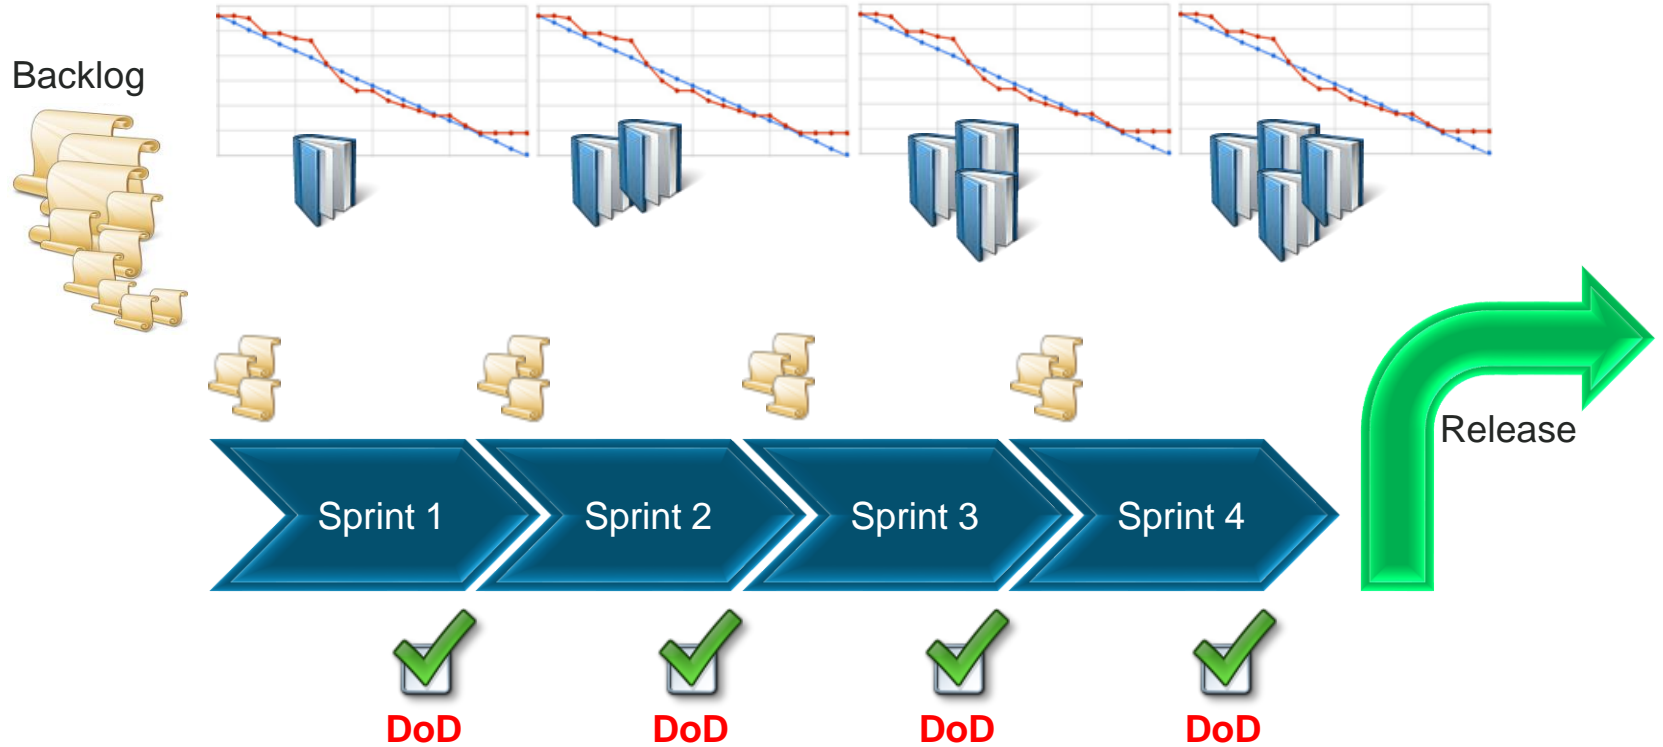 Backlog
Release
Sprint 1
Sprint 2
Sprint 3
Sprint 4
DoD
DoD
DoD
DoD